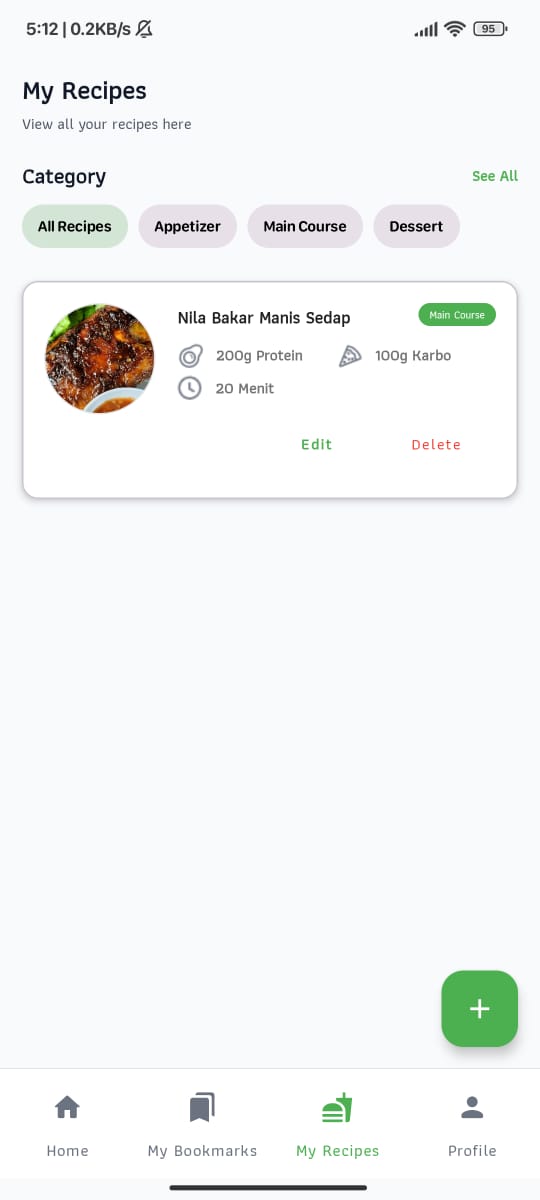 5:12 | 0.2KB/s
95
My Recipes
View all your recipes here
Category
See All
All Recipes
Appetizer
Main Course
Dessert
Nila Bakar Manis Sedap
Main Course
200g Protein
100g Karbo
20 Menit
Edit
Delete
+
Home
My Bookmarks
My Recipes
Profile